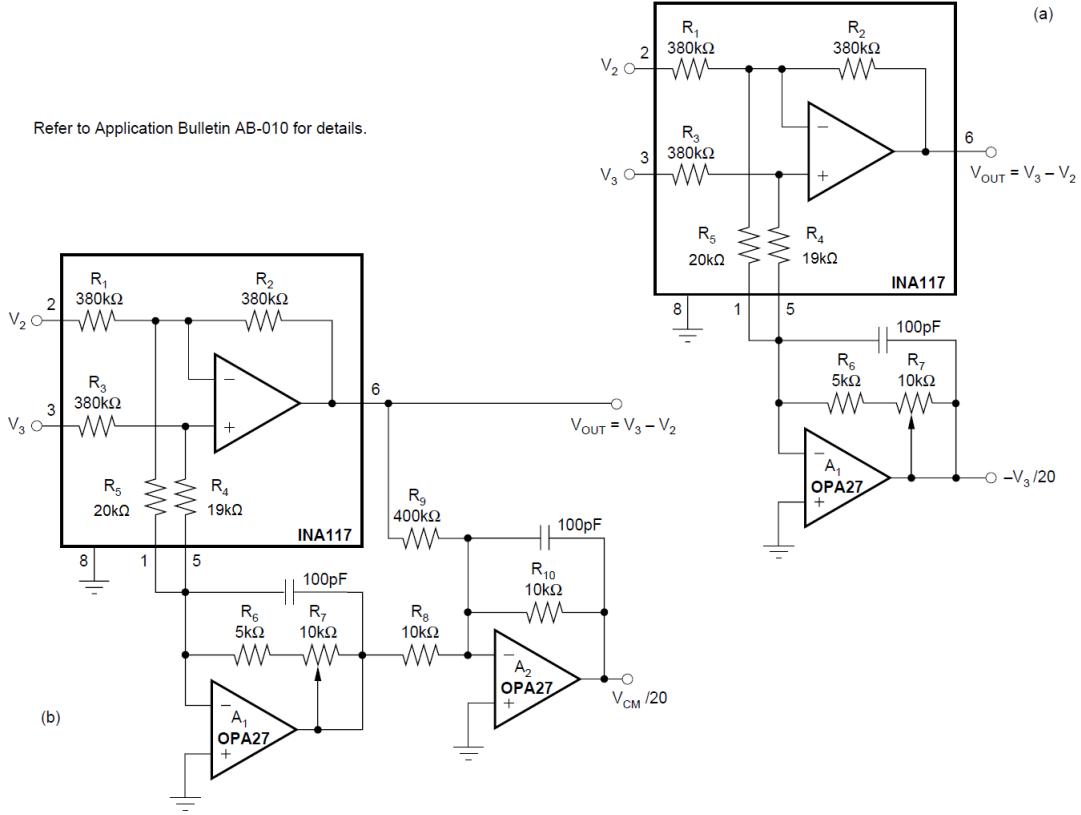 (a)
R1
380kΩ
R2
380kΩ
2
V2
R3
380kΩ
3
V3
−
+
6
VOUT = V3 – V2
R5
20kΩ
R4
19kΩ
INA117
8
1
5
100pF
R6
5kΩ
R7
10kΩ
−
A1
OPA27
+
–V3 /20
Refer to Application Bulletin AB-010 for details.
R1
380kΩ
R2
380kΩ
2
V2
R3
380kΩ
3
V3
−
+
6
VOUT = V3 – V2
R5
20kΩ
R4
19kΩ
INA117
8
1
5
R9
400kΩ
100pF
100pF
R10
10kΩ
R6
5kΩ
R7
10kΩ
R8
10kΩ
−
A2
OPA27
+
VCM /20
(b)
−
A1
OPA27
+